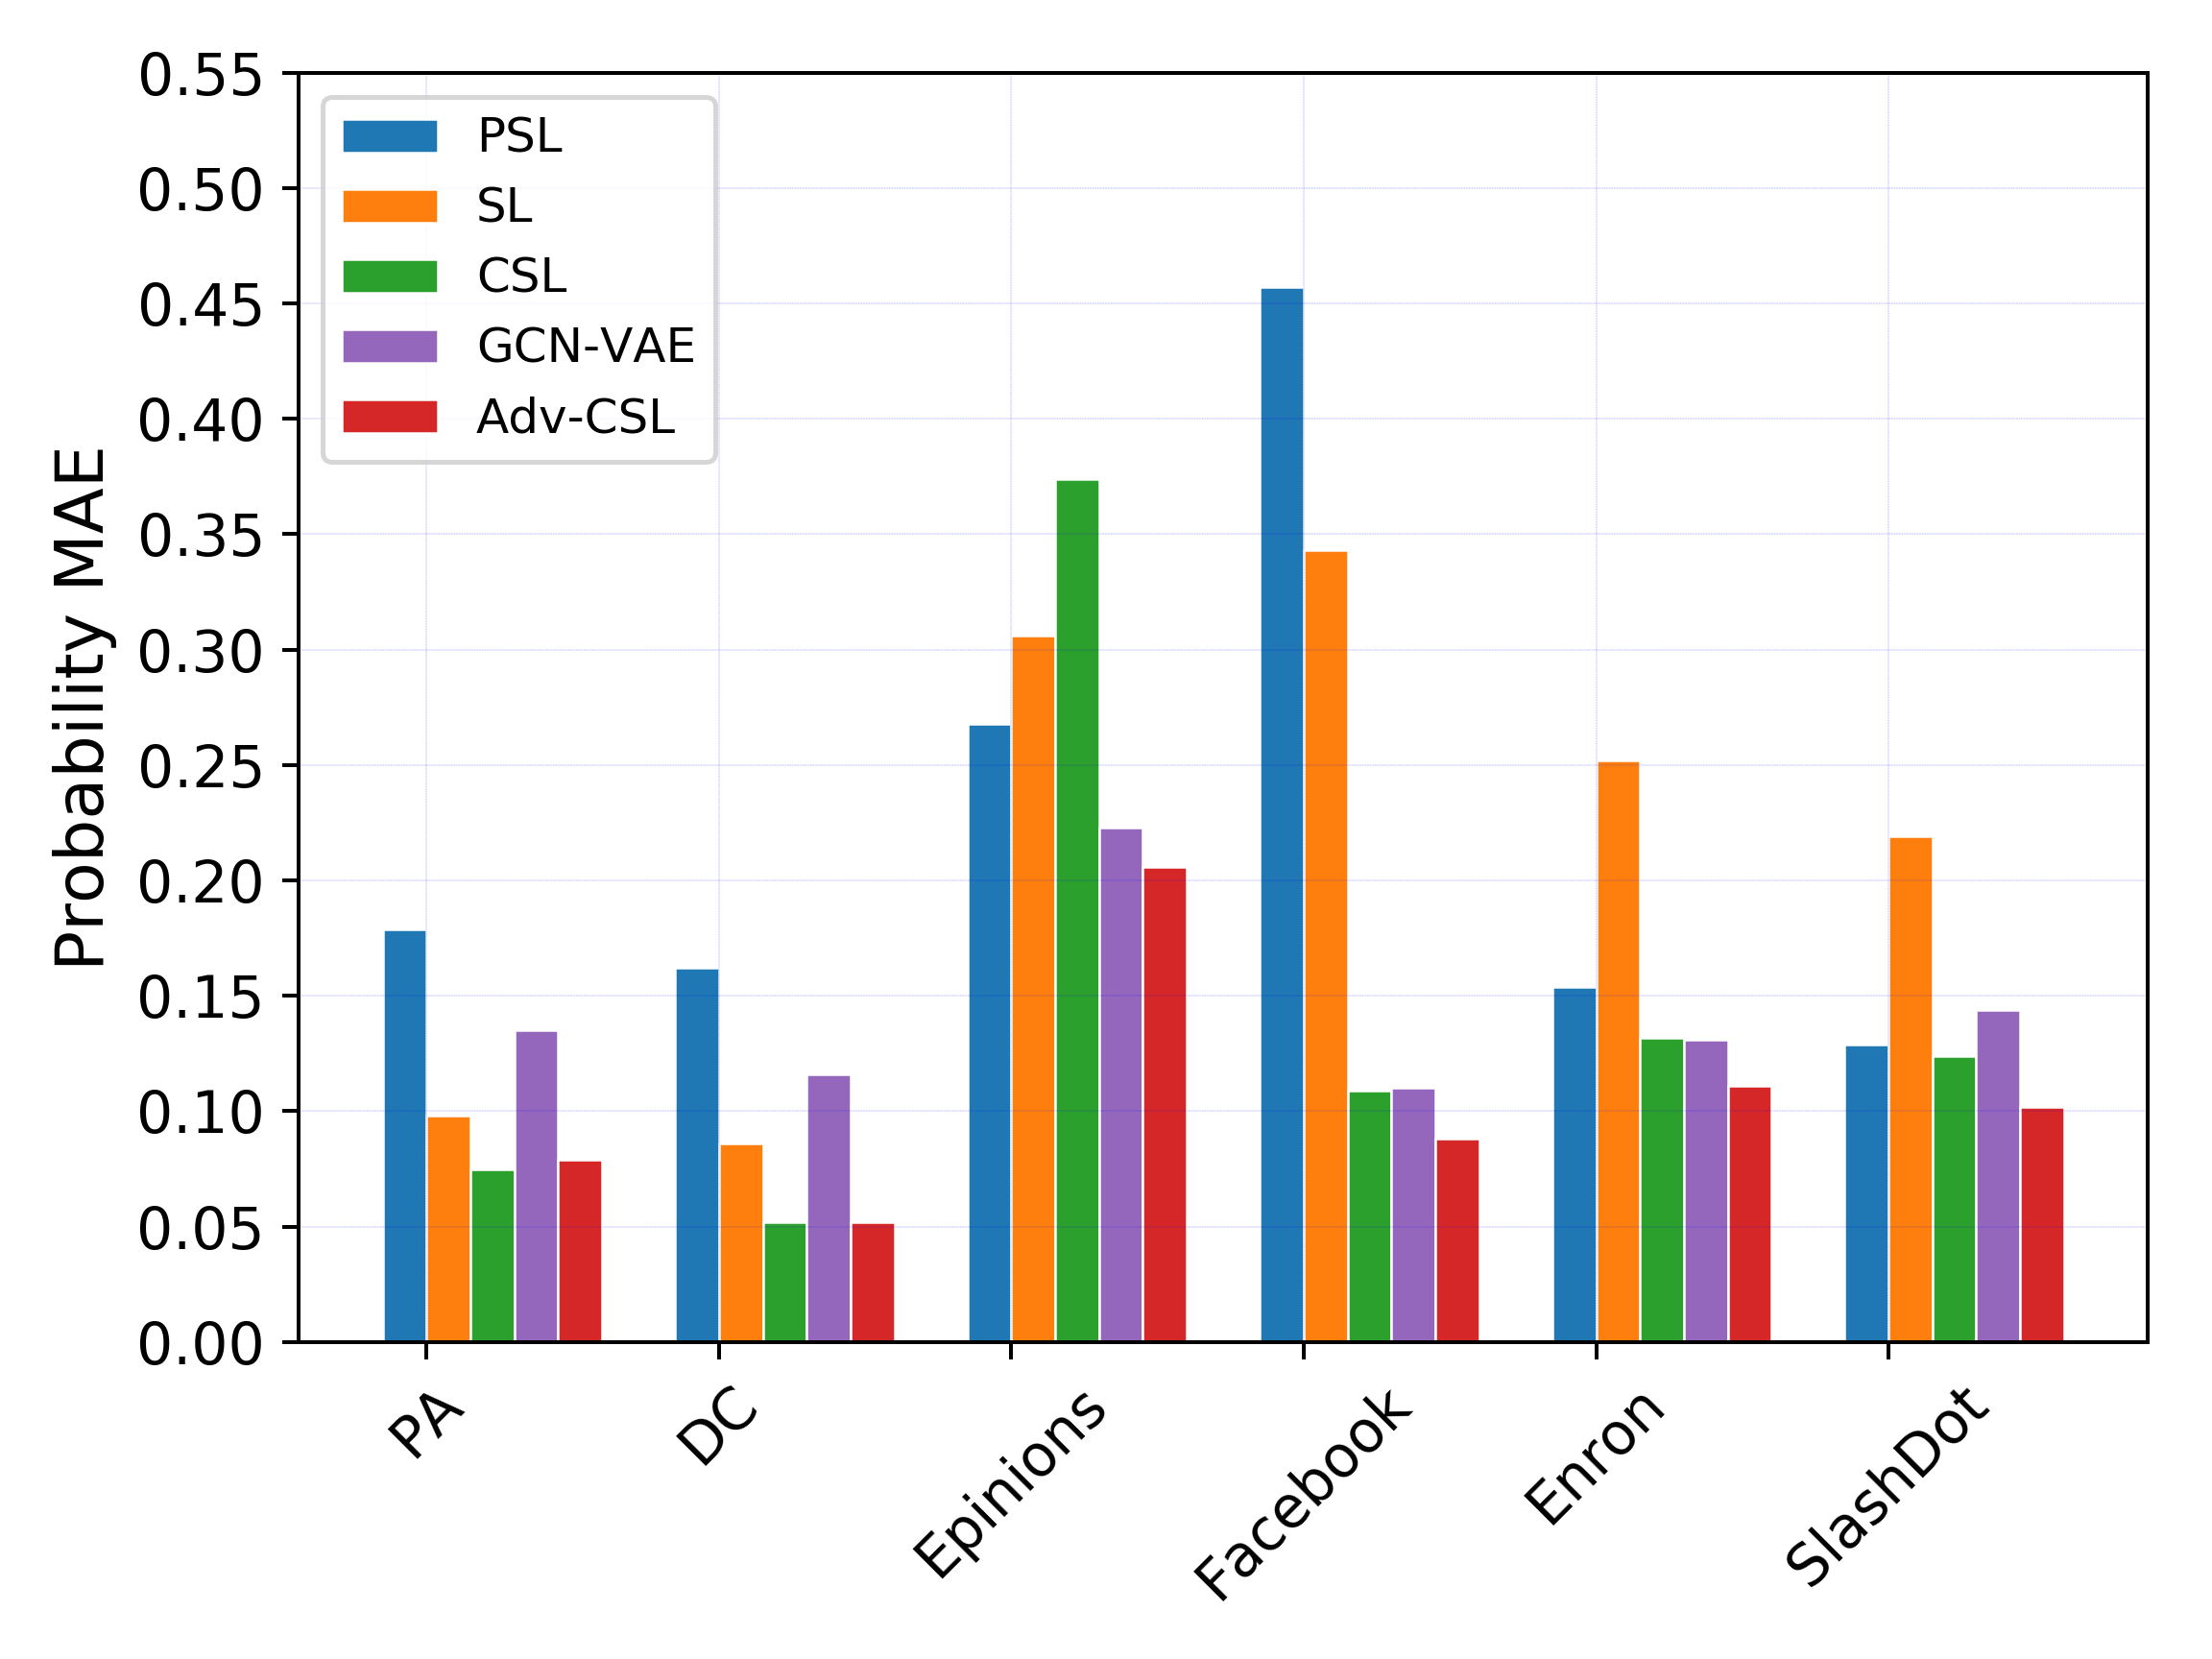 Probability MAE
0.55
0.50
0.45
0.40
0.35
0.30
0.25
0.20
0.15
0.10
0.05
0.00
PSL
SL
CSL
GCN-VAE
Adv-CSL
PA
DC
Epinions
Facebook
Enron
SlashDot